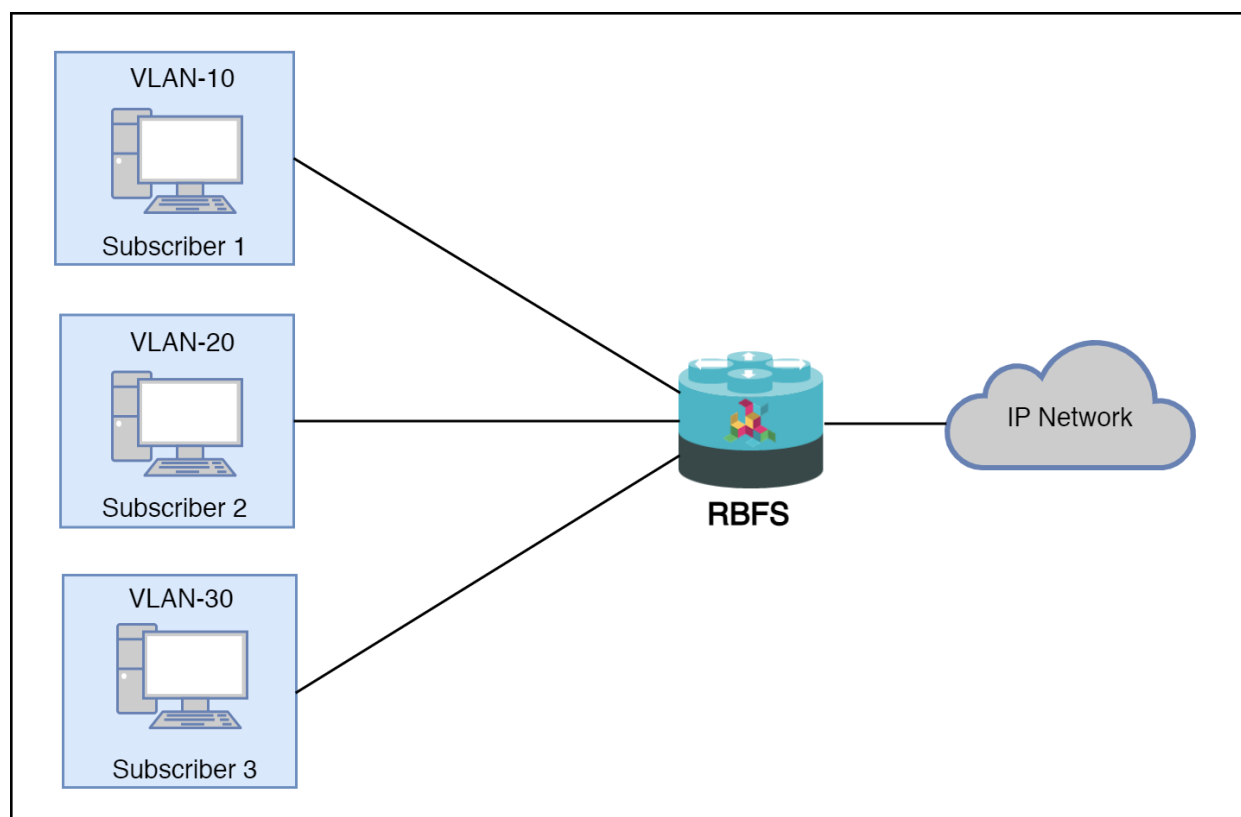 VLAN-10
Subscriber 1
VLAN-20
Subscriber 2
VLAN-30
Subscriber 3
RBFS
IP Network